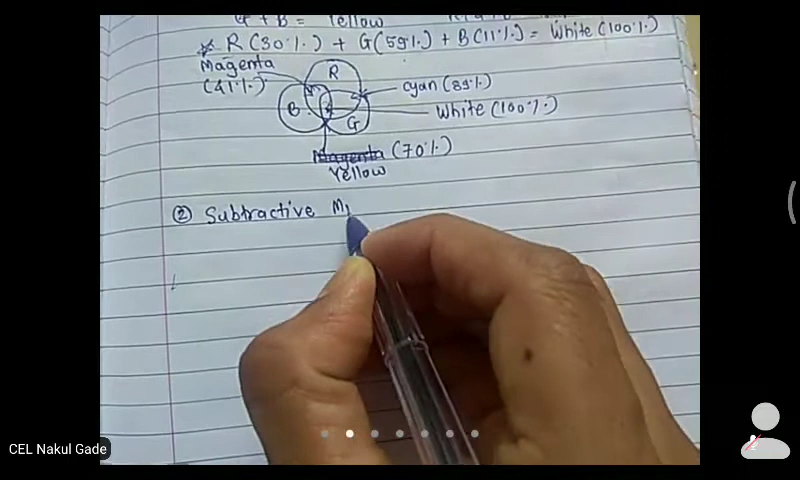 G + B = Yellow
* R (30%) + G (59%) + B (11%) = White (100%)
Magenta
(41%)
R
Cyan (89%)
B
White (100%)
G
(70%)
Yellow
② Subtractive Mi
CEL Nakul Gade